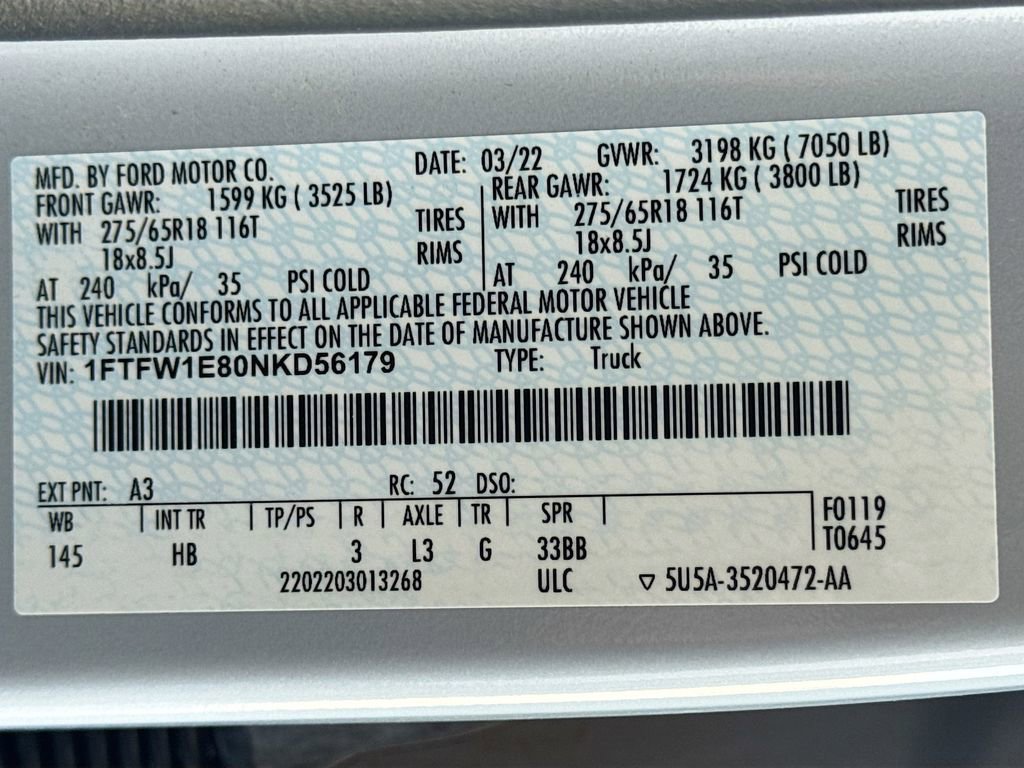 MFD. BY FORD MOTOR CO. DATE: 03/22 GVWR: 3198 KG ( 7050 LB)
FRONT GAWR: 1599 KG ( 3525 LB) REAR GAWR: 1724 KG ( 3800 LB)
WITH 275/65R18 116T TIRES WITH 275/65R18 116T TIRES
18x8.5J RIMS 18x8.5J RIMS
AT 240 kPa/ 35 PSI COLD AT 240 kPa/ 35 PSI COLD
THIS VEHICLE CONFORMS TO ALL APPLICABLE FEDERAL MOTOR VEHICLE
SAFETY STANDARDS IN EFFECT ON THE DATE OF MANUFACTURE SHOWN ABOVE.
VIN: 1FTFW1E80NKD56179 TYPE: Truck
EXT PNT: A3 RC: 52 DSO:
WB INT TR TP/PS R AXLE TR SPR F0119
145 HB 3 L3 G 33BB T0645
2202203013268 ULC ▽ 5U5A-3520472-AA